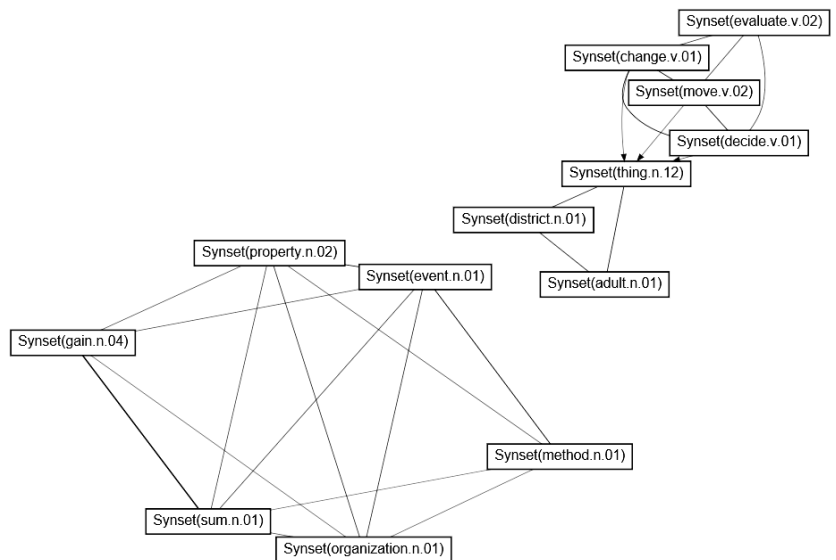 Synset(evaluate.v.02)
Synset(change.v.01)
Synset(move.v.02)
Synset(decide.v.01)
Synset(thing.n.12)
Synset(district.n.01)
Synset(property.n.02)
Synset(event.n.01)
Synset(adult.n.01)
Synset(gain.n.04)
Synset(method.n.01)
Synset(sum.n.01)
Synset(organization.n.01)